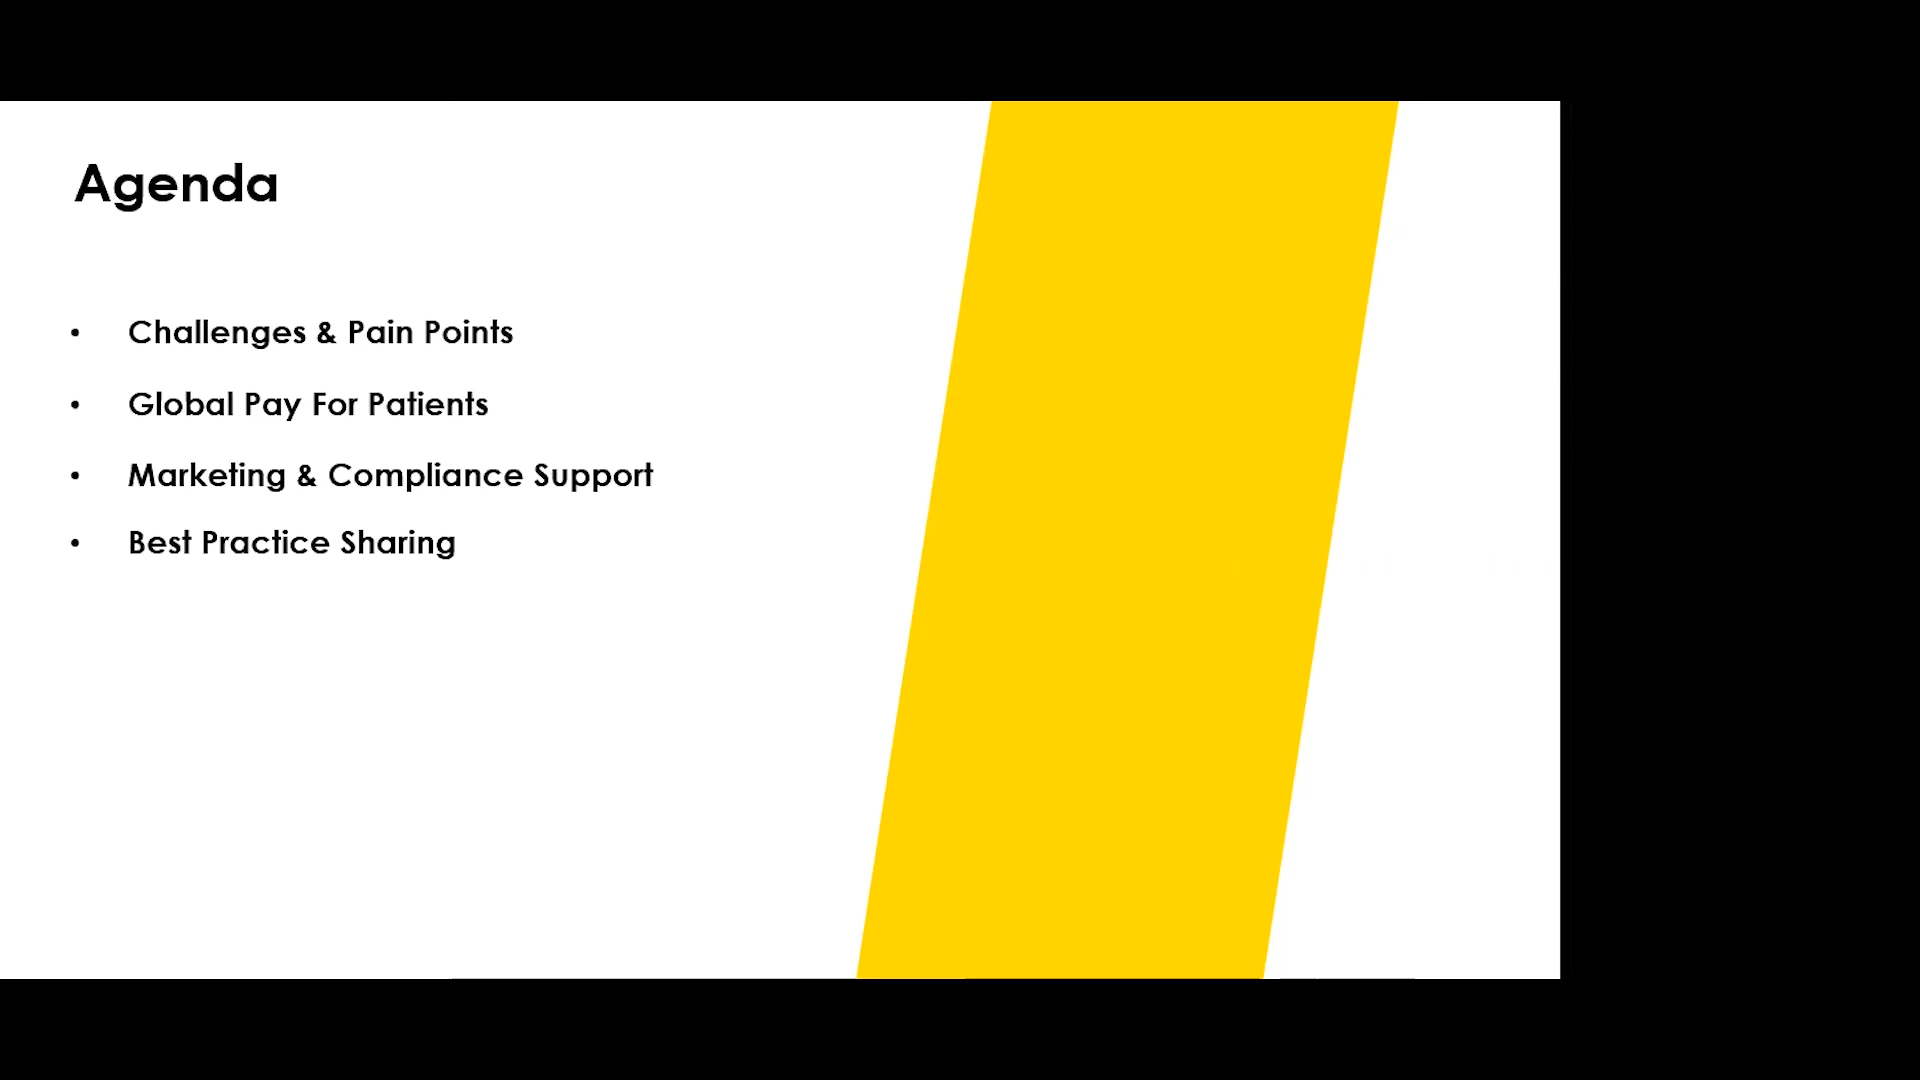 Agenda
• Challenges & Pain Points
• Global Pay For Patients
• Marketing & Compliance Support
• Best Practice Sharing